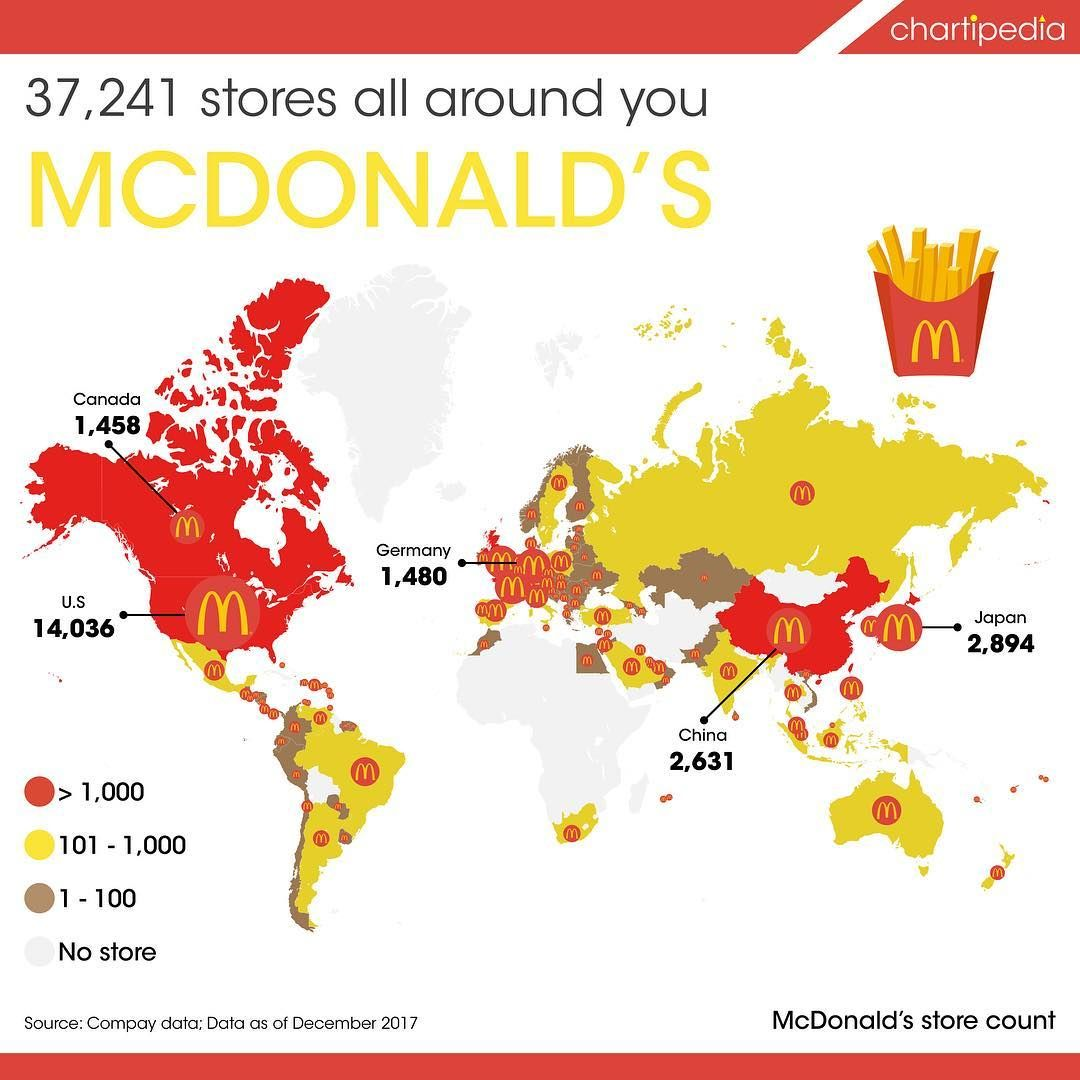 chartipedia
37,241 stores all around you
MCDONALD'S
Canada
1,458
Germany
1,480
U.S
14,036
Japan
2,894
China
2,631
> 1,000
101 - 1,000
1 - 100
No store
Source: Compay data; Data as of December 2017
McDonald's store count